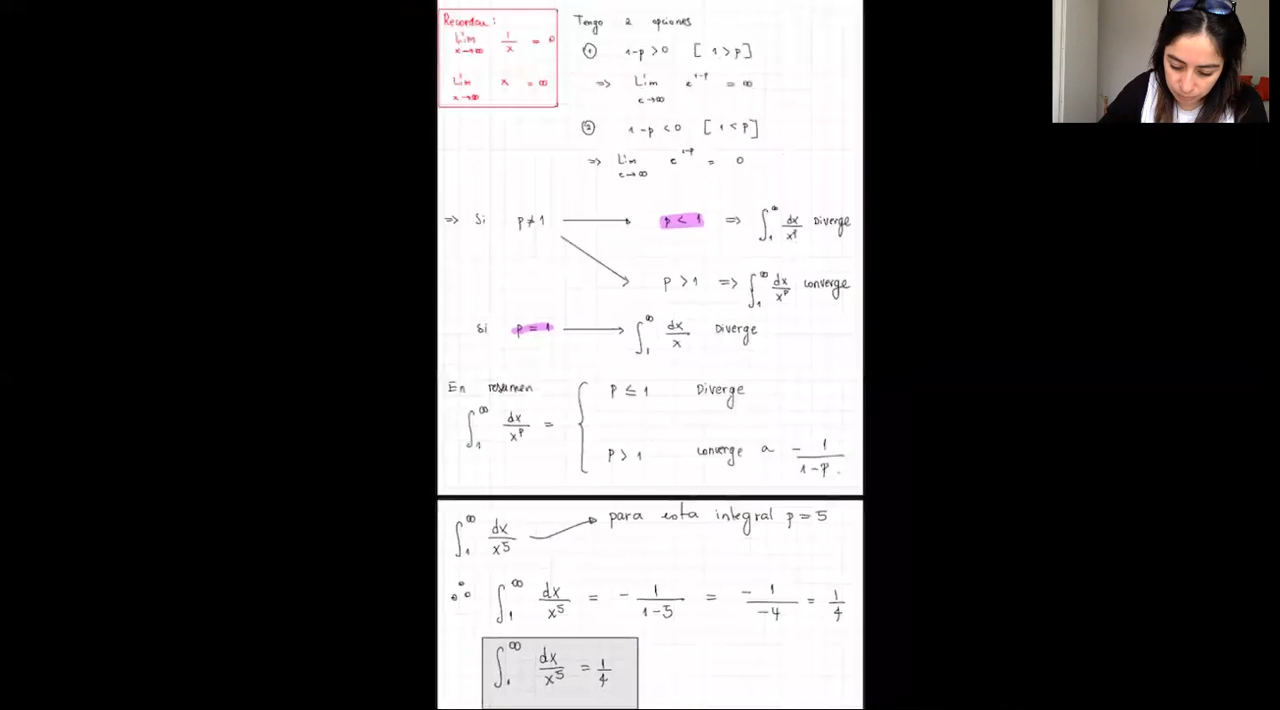 Recordar:
Lim x→∞ 1/x = 0
Lim x→∞ x = ∞
Tengo 2 opciones
① 1-p > 0 [1 > p]
=> Lim c→∞ c^(1-p) = ∞
② 1-p < 0 [1 < p]
=> Lim c→∞ c^(1-p) = 0
=> Si p ≠ 1 → p < 1 => ∫₁^∞ dx/x^p Diverge
p > 1 => ∫₁^∞ dx/x^p converge
Si p = 1 → ∫₁^∞ dx/x Diverge
En resumen
∫₁^∞ dx/x^p = {
p ≤ 1 Diverge
p > 1 converge a - 1/(1-p).
∫₁^∞ dx/x^5 → para esta integral p = 5
∴ ∫₁^∞ dx/x^5 = - 1/(1-5) = - 1/-4 = 1/4
∫₁^∞ dx/x^5 = 1/4